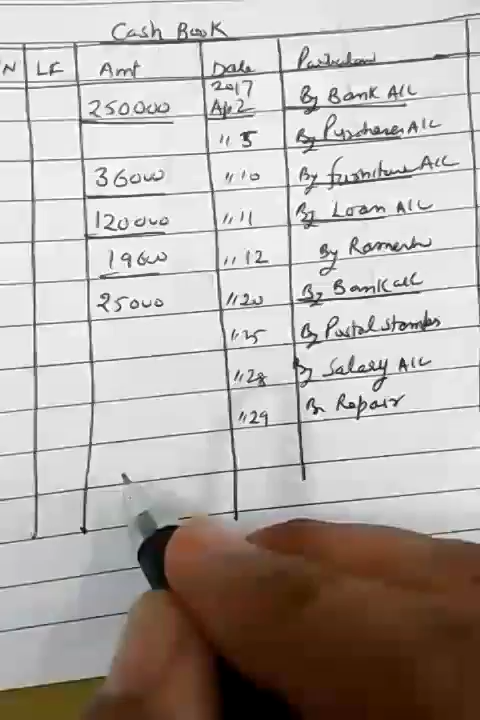 Cash Book
N LF Amt Date Particulars
2017
250000 Ap 2 By Bank A/c
" 5 By Purchases A/c
36000 " 10 By furniture A/c
120000 " 11 By Loan A/c
19600 " 12 By Ramesh
25000 " 20 By Bank A/c
" 25 By Postal stamps
" 28 By Salary A/c
" 29 By Repair